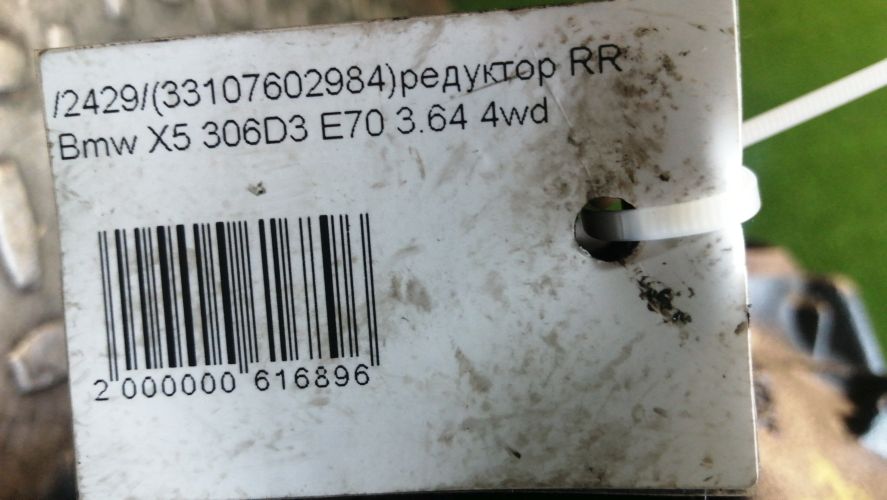 /2429/(33107602984)редуктор RR
Bmw X5 306D3 E70 3.64 4wd
2 000000 616896